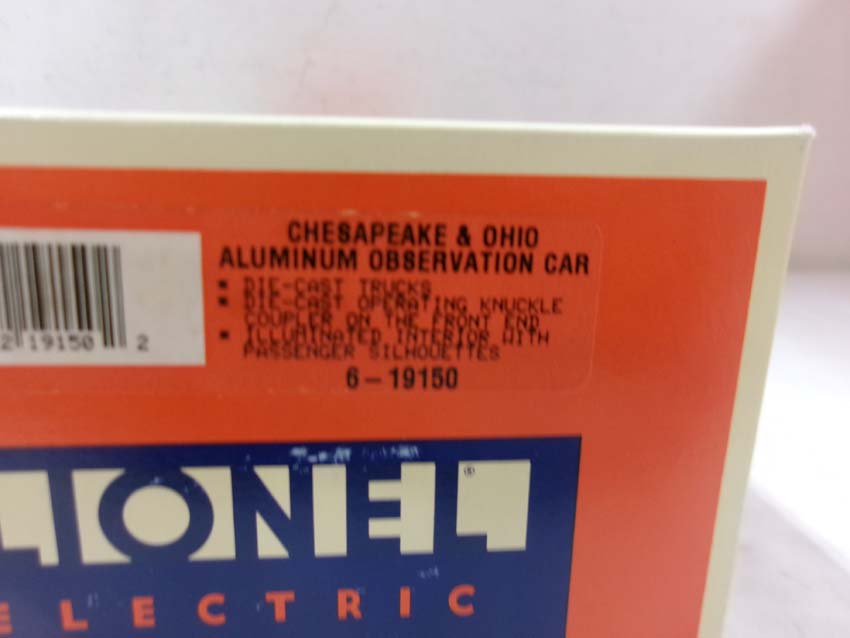 CHESAPEAKE & OHIO
ALUMINUM OBSERVATION CAR
▪ DIE-CAST TRUCKS
▪ DIE-CAST OPERATING KNUCKLE
COUPLER ON THE FRONT END
▪ ILLUMINATED INTERIOR WITH
PASSENGER SILHOUETTES
6-19150
2 19150 2
LIONEL®
ELECTRIC